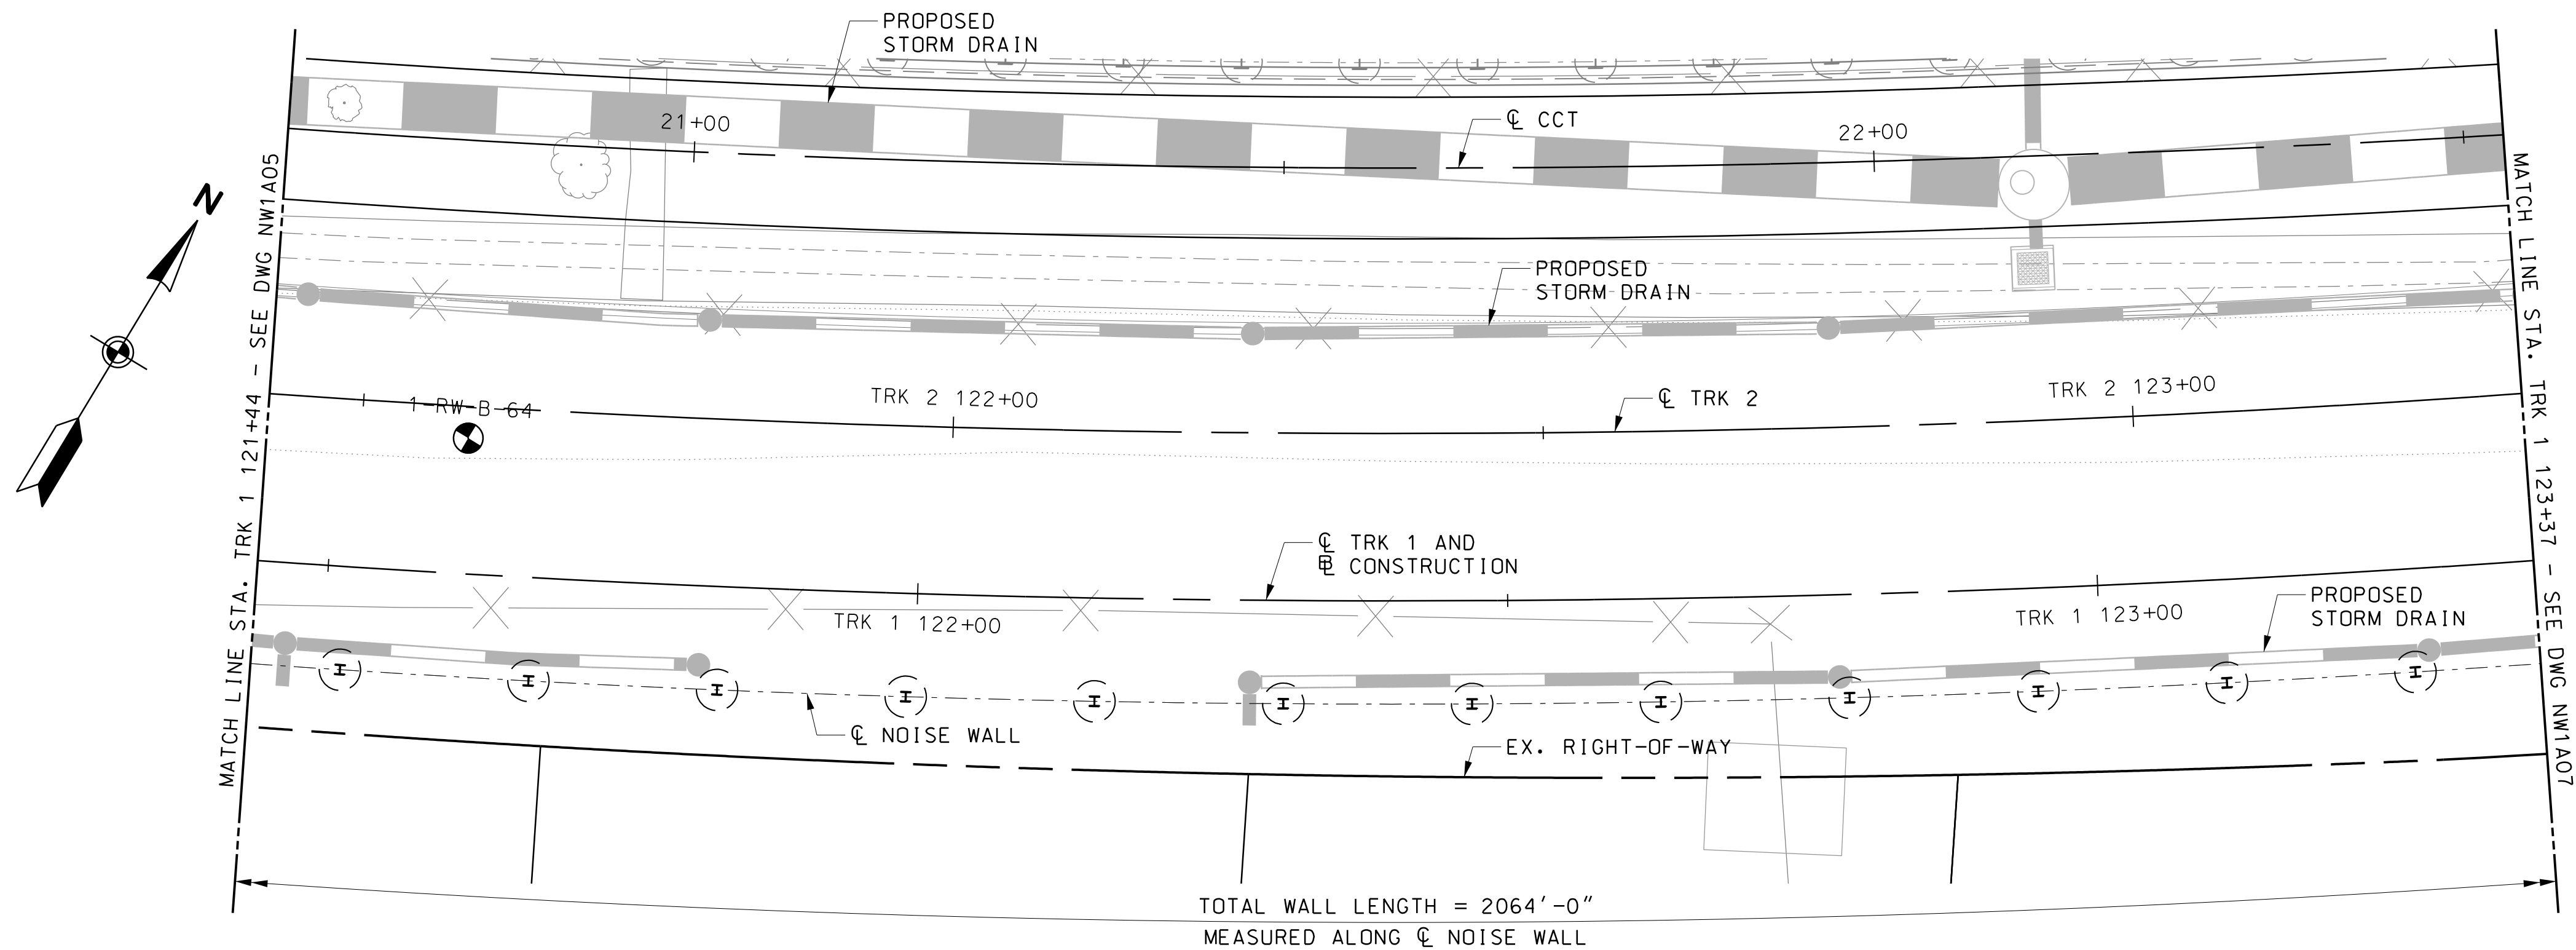 PROPOSED
STORM DRAIN
21+00
℄ CCT
22+00
N
MATCH LINE STA. TRK 1 121+44 - SEE DWG NW1A05
MATCH LINE STA. TRK 1 123+37 - SEE DWG NW1A07
PROPOSED
STORM DRAIN
1-RW-B-64
TRK 2 122+00
℄ TRK 2
TRK 2 123+00
℄ TRK 1 AND
BL CONSTRUCTION
TRK 1 122+00
TRK 1 123+00
PROPOSED
STORM DRAIN
℄ NOISE WALL
EX. RIGHT-OF-WAY
TOTAL WALL LENGTH = 2064'-0"
MEASURED ALONG ℄ NOISE WALL